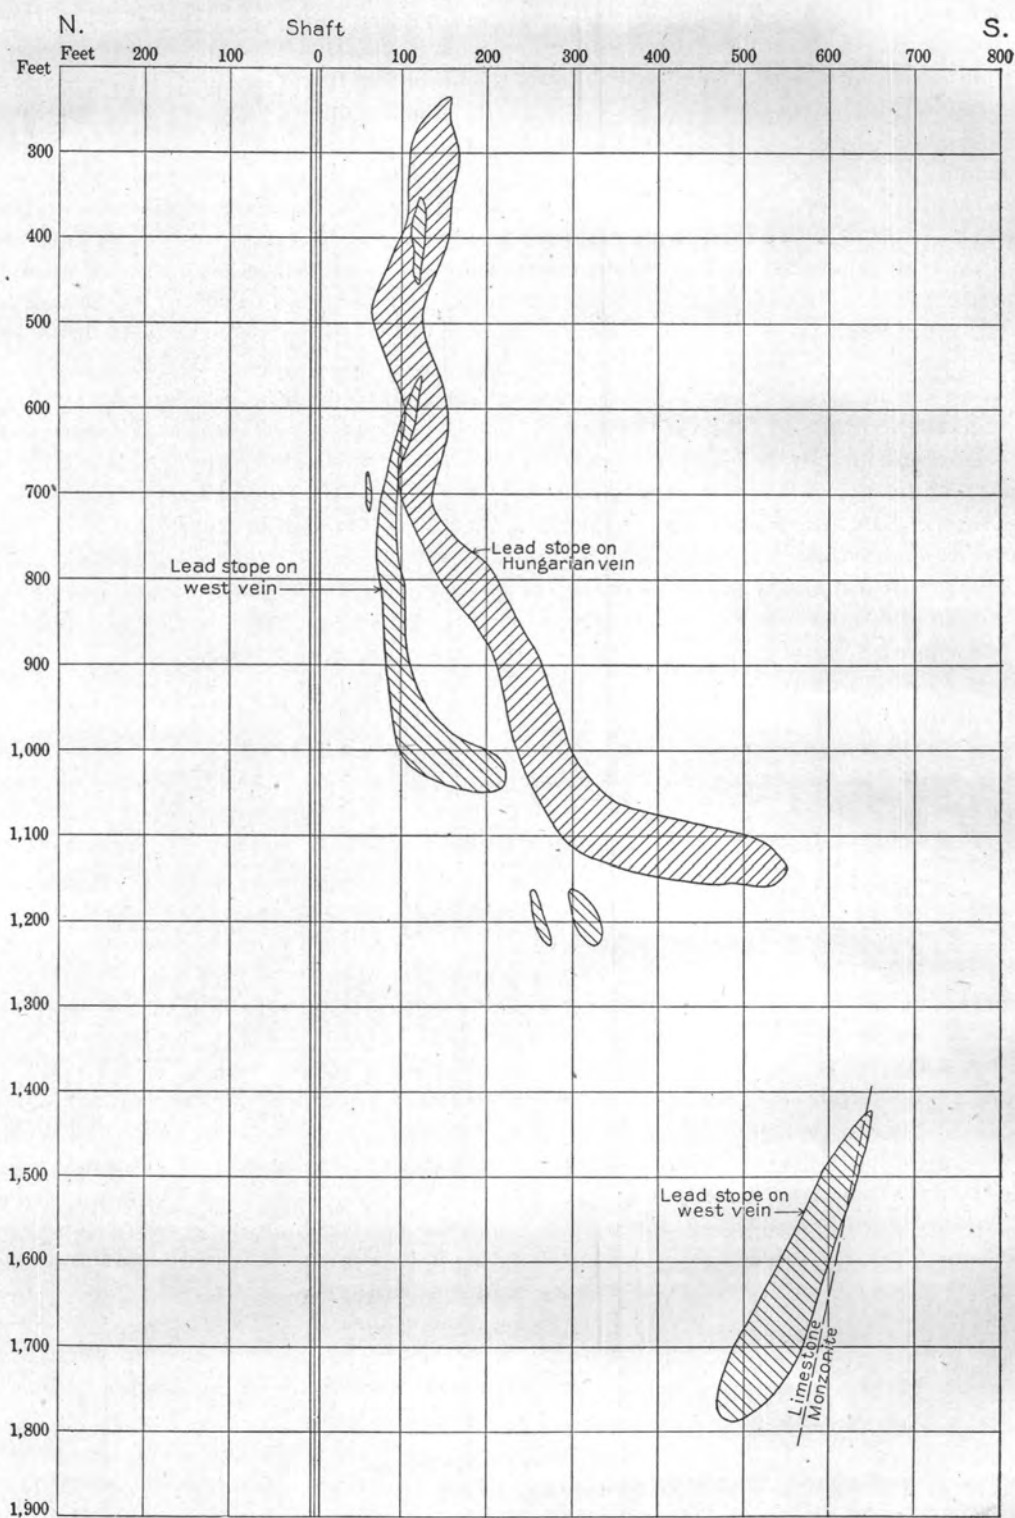 N.
Shaft
S.
Feet 200 100 0 100 200 300 400 500 600 700 800
Feet
300
400
500
600
700
Lead stope on
Hungarian vein
Lead stope on
west vein
800
900
1,000
1,100
1,200
1,300
1,400
1,500
Lead stope on
west vein
1,600
1,700
Limestone
Monzonite
1,800
1,900